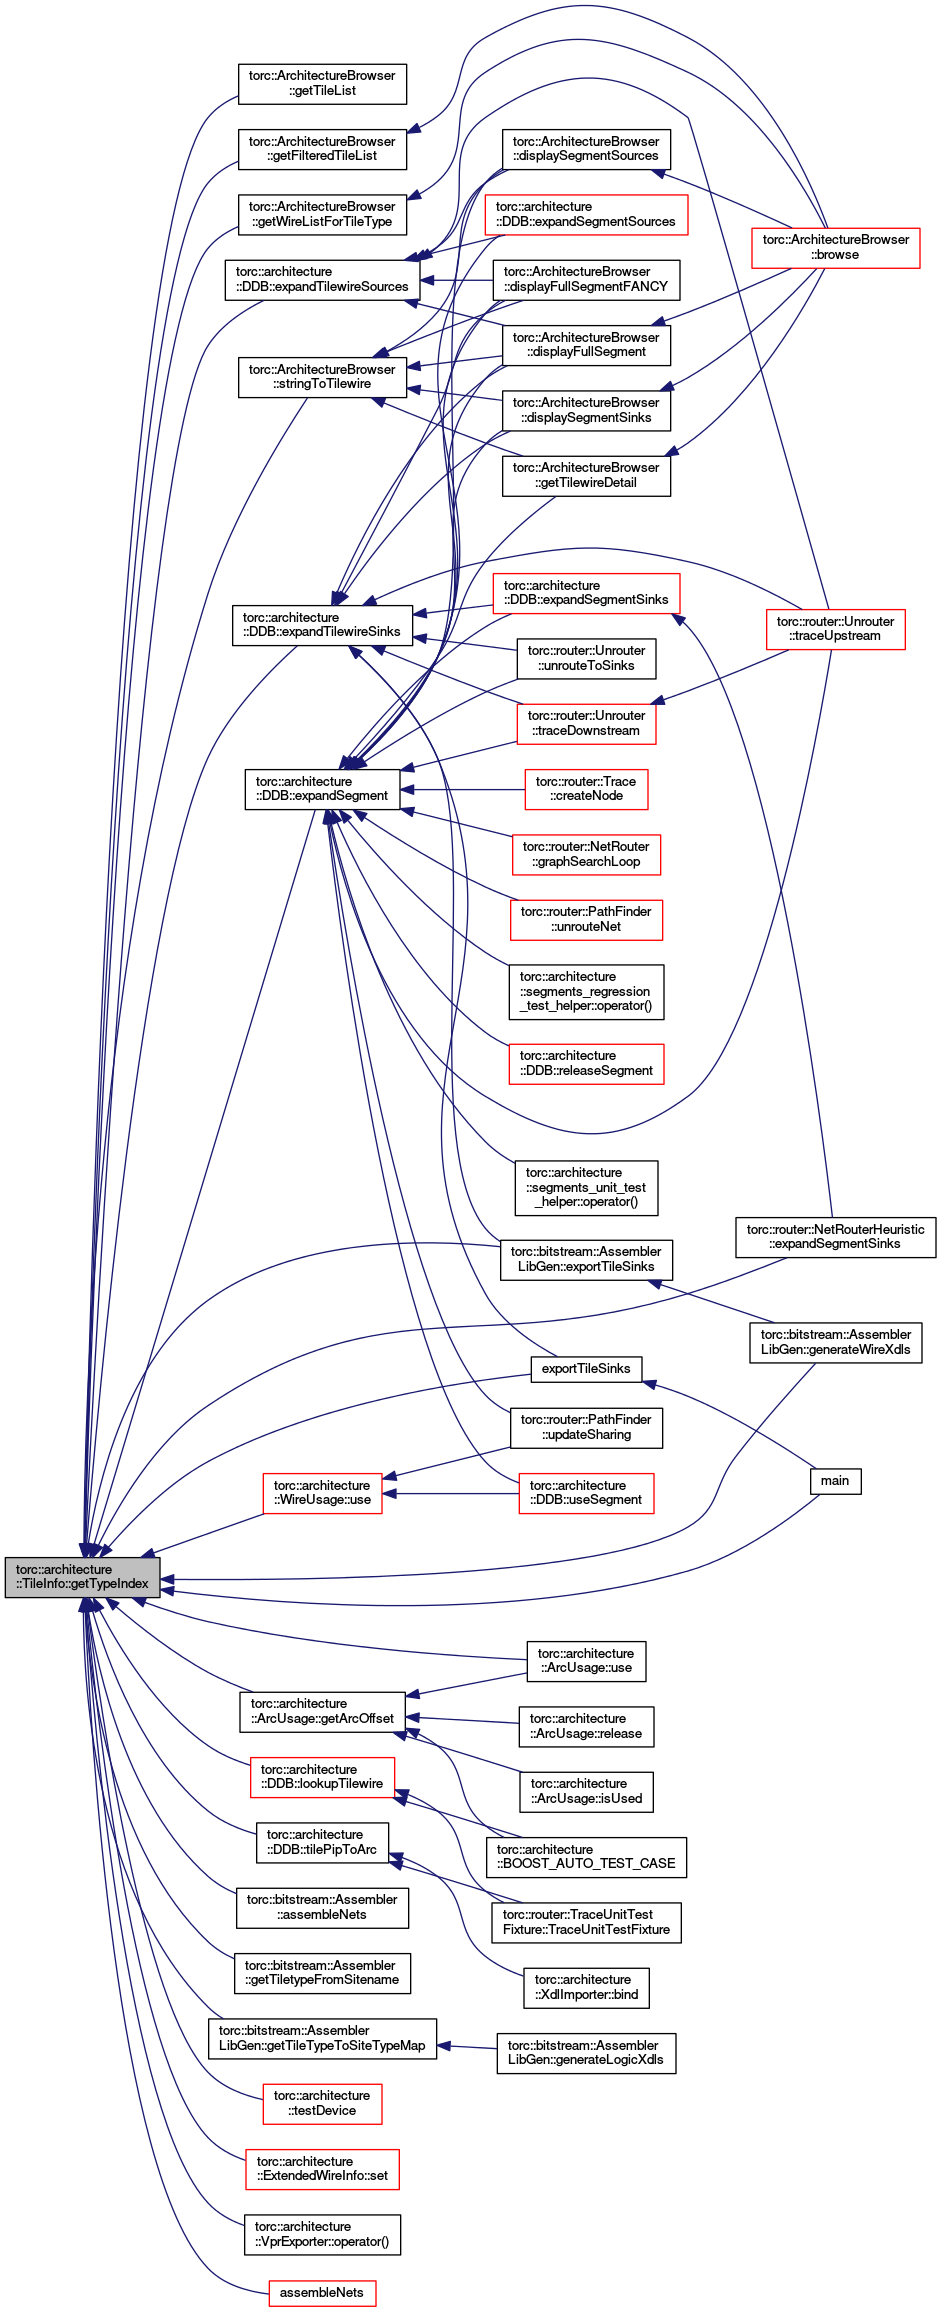 torc::ArchitectureBrowser
::getTileList
torc::ArchitectureBrowser
::getFilteredTileList
torc::ArchitectureBrowser
::getWireListForTileType
torc::architecture
::DDB::expandTilewireSources
torc::ArchitectureBrowser
::stringToTilewire
torc::architecture
::DDB::expandTilewireSinks
torc::architecture
::DDB::expandSegment
torc::architecture
::WireUsage::use
torc::architecture
::TileInfo::getTypeIndex
torc::architecture
::ArcUsage::getArcOffset
torc::architecture
::DDB::lookupTilewire
torc::architecture
::DDB::tilePipToArc
torc::bitstream::Assembler
::assembleNets
torc::bitstream::Assembler
::getTiletypeFromSitename
torc::bitstream::Assembler
LibGen::getTileTypeToSiteTypeMap
torc::architecture
::testDevice
torc::architecture
::ExtendedWireInfo::set
torc::architecture
::VprExporter::operator()
assembleNets
torc::ArchitectureBrowser
::displaySegmentSources
torc::architecture
::DDB::expandSegmentSources
torc::ArchitectureBrowser
::displayFullSegmentFANCY
torc::ArchitectureBrowser
::displayFullSegment
torc::ArchitectureBrowser
::displaySegmentSinks
torc::ArchitectureBrowser
::getTilewireDetail
torc::architecture
::DDB::expandSegmentSinks
torc::router::Unrouter
::unrouteToSinks
torc::router::Unrouter
::traceDownstream
torc::router::Trace
::createNode
torc::router::NetRouter
::graphSearchLoop
torc::router::PathFinder
::unrouteNet
torc::architecture
::segments_regression
_test_helper::operator()
torc::architecture
::DDB::releaseSegment
torc::architecture
::segments_unit_test
_helper::operator()
torc::bitstream::Assembler
LibGen::exportTileSinks
exportTileSinks
torc::router::PathFinder
::updateSharing
torc::architecture
::DDB::useSegment
torc::architecture
::ArcUsage::use
torc::architecture
::ArcUsage::release
torc::architecture
::ArcUsage::isUsed
torc::architecture
::BOOST_AUTO_TEST_CASE
torc::router::TraceUnitTest
Fixture::TraceUnitTestFixture
torc::architecture
::XdlImporter::bind
torc::bitstream::Assembler
LibGen::generateLogicXdls
torc::ArchitectureBrowser
::browse
torc::router::Unrouter
::traceUpstream
torc::router::NetRouterHeuristic
::expandSegmentSinks
torc::bitstream::Assembler
LibGen::generateWireXdls
main